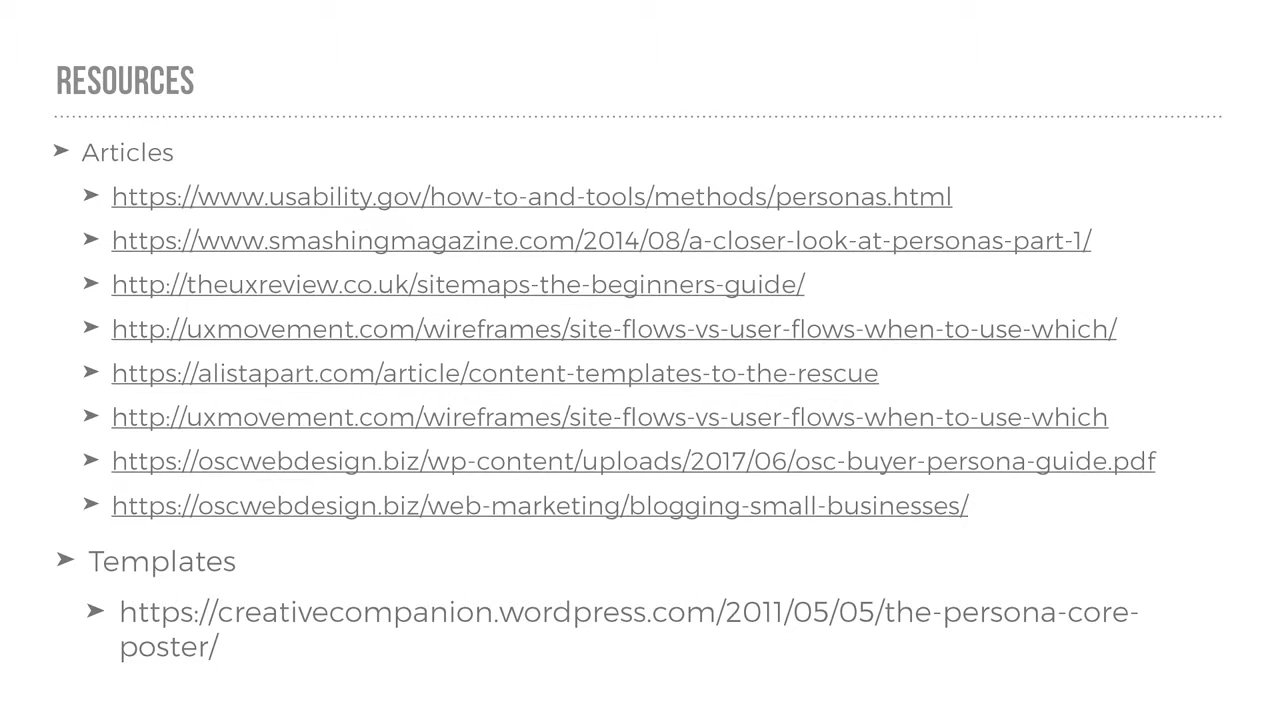 RESOURCES
➤ Articles
➤ https://www.usability.gov/how-to-and-tools/methods/personas.html
➤ https://www.smashingmagazine.com/2014/08/a-closer-look-at-personas-part-1/
➤ http://theuxreview.co.uk/sitemaps-the-beginners-guide/
➤ http://uxmovement.com/wireframes/site-flows-vs-user-flows-when-to-use-which/
➤ https://alistapart.com/article/content-templates-to-the-rescue
➤ http://uxmovement.com/wireframes/site-flows-vs-user-flows-when-to-use-which
➤ https://oscwebdesign.biz/wp-content/uploads/2017/06/osc-buyer-persona-guide.pdf
➤ https://oscwebdesign.biz/web-marketing/blogging-small-businesses/
➤ Templates
➤ https://creativecompanion.wordpress.com/2011/05/05/the-persona-core-
poster/